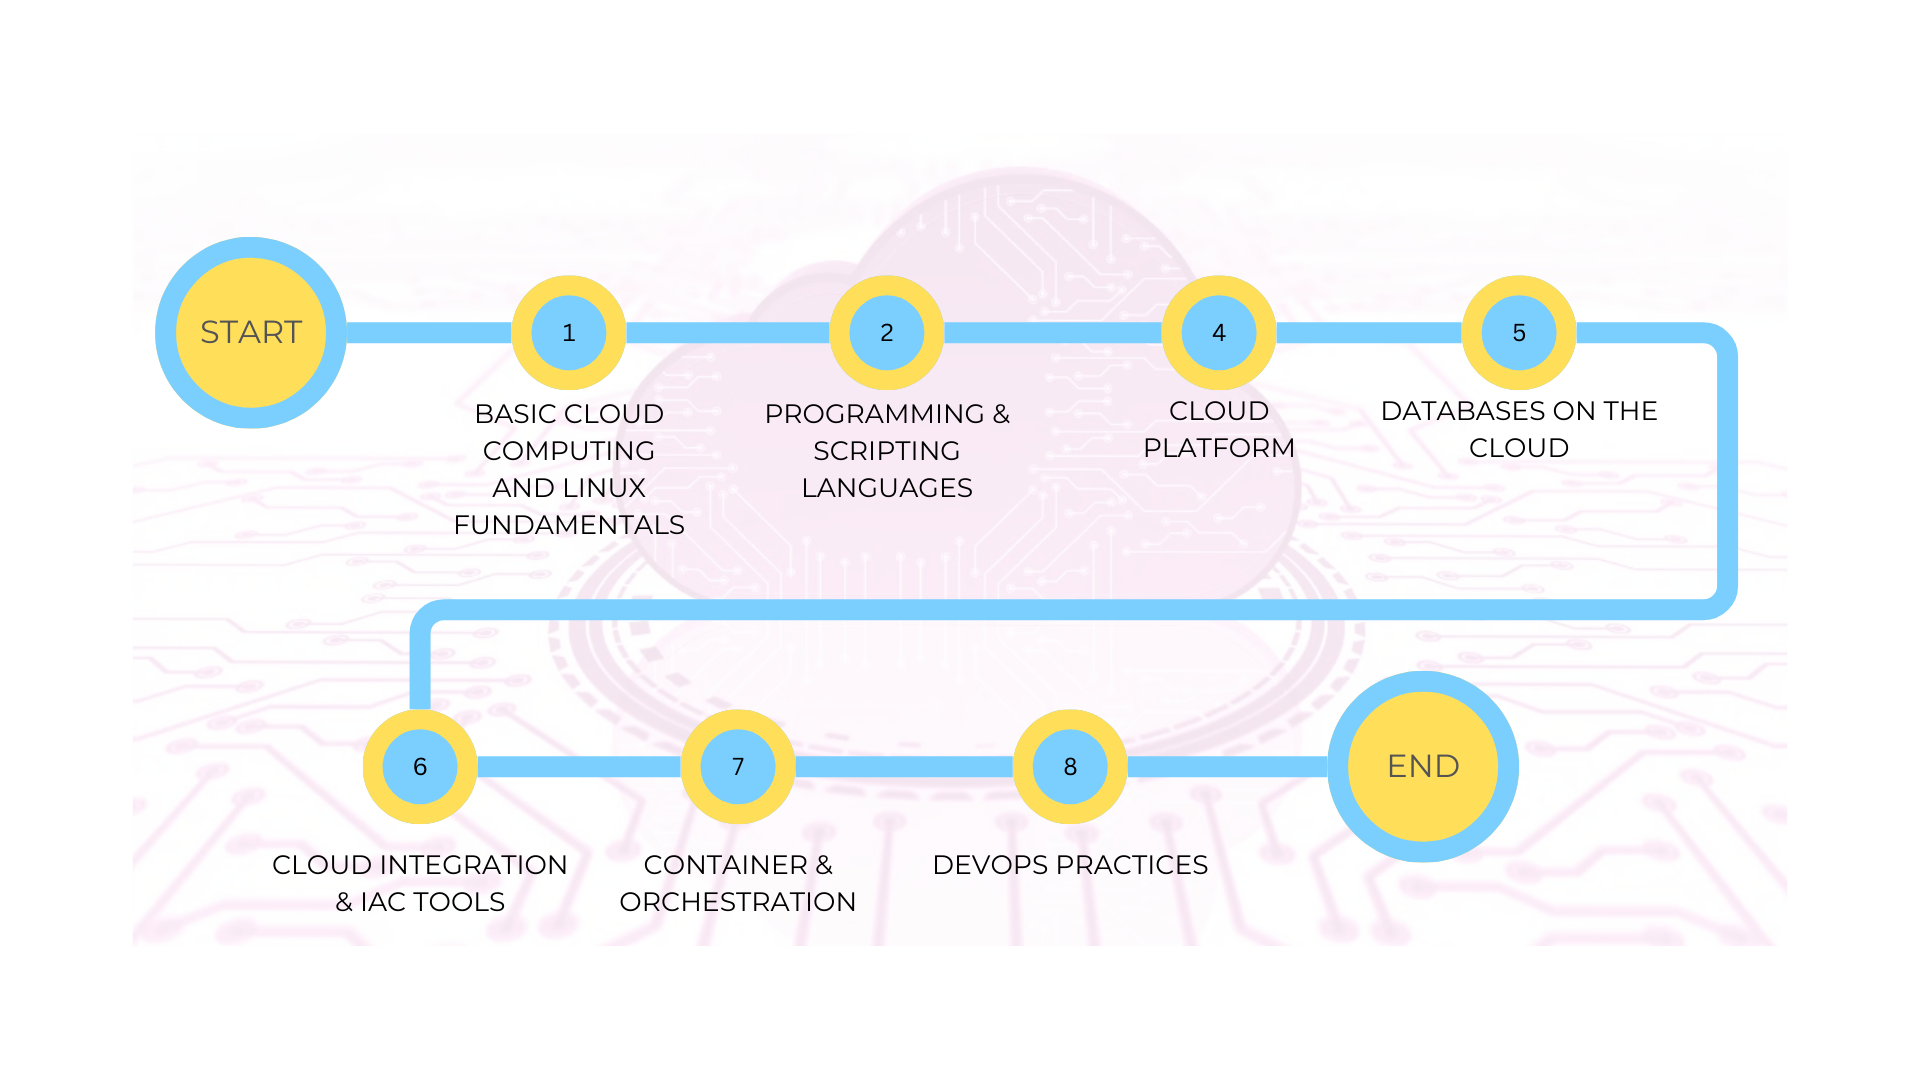 START
1
BASIC CLOUD
COMPUTING
AND LINUX
FUNDAMENTALS
2
PROGRAMMING &
SCRIPTING
LANGUAGES
4
CLOUD
PLATFORM
5
DATABASES ON THE
CLOUD
6
CLOUD INTEGRATION
& IAC TOOLS
7
CONTAINER &
ORCHESTRATION
8
DEVOPS PRACTICES
END